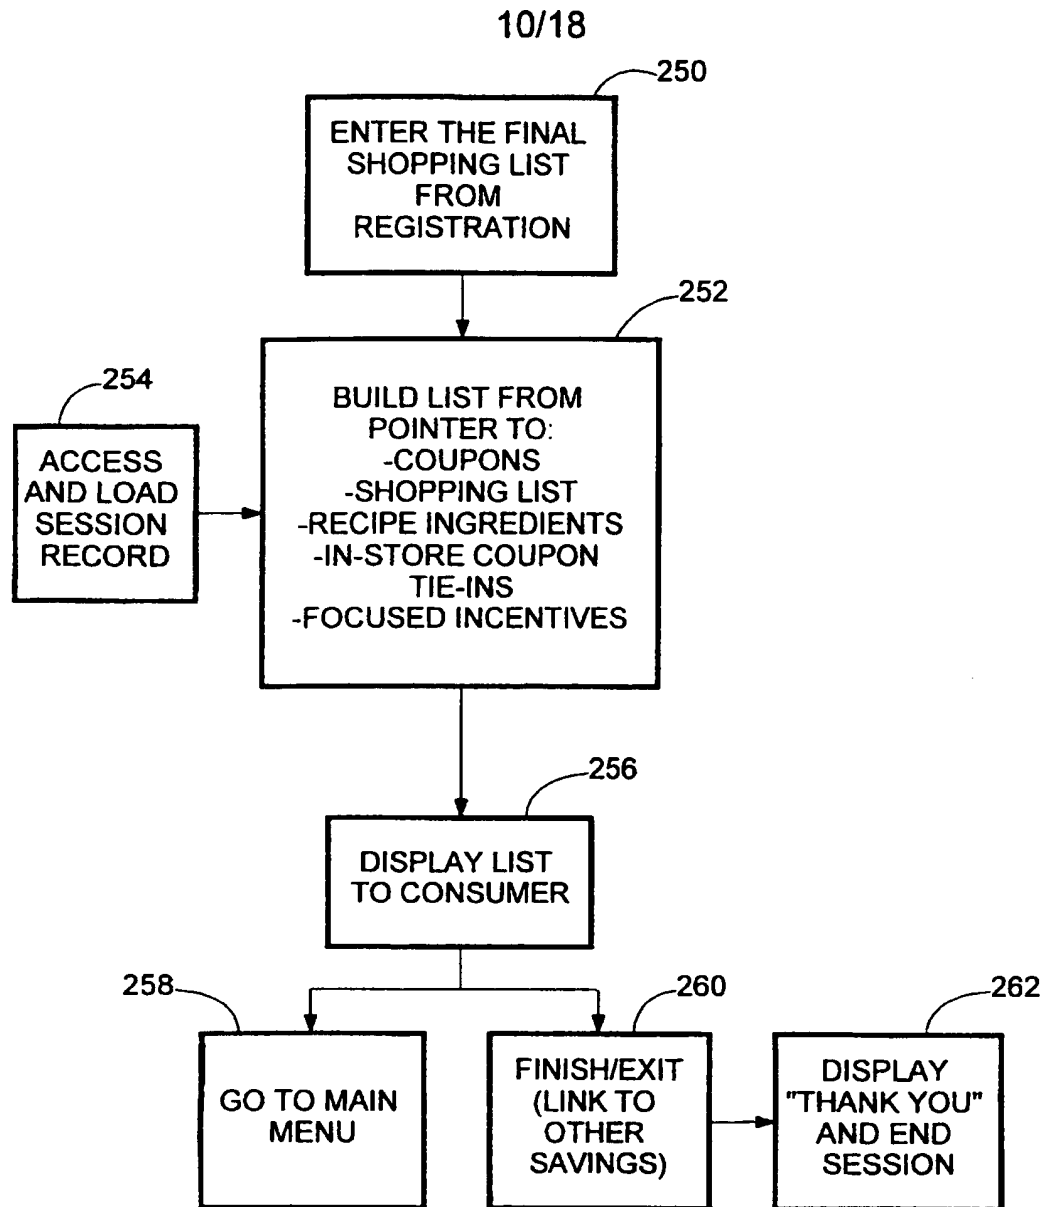 10/18
250
ENTER THE FINAL
SHOPPING LIST
FROM
REGISTRATION
252
BUILD LIST FROM
POINTER TO:
-COUPONS
-SHOPPING LIST
-RECIPE INGREDIENTS
-IN-STORE COUPON
TIE-INS
-FOCUSED INCENTIVES
254
ACCESS
AND LOAD
SESSION
RECORD
256
DISPLAY LIST
TO CONSUMER
258
GO TO MAIN
MENU
260
FINISH/EXIT
(LINK TO
OTHER
SAVINGS)
262
DISPLAY
"THANK YOU"
AND END
SESSION